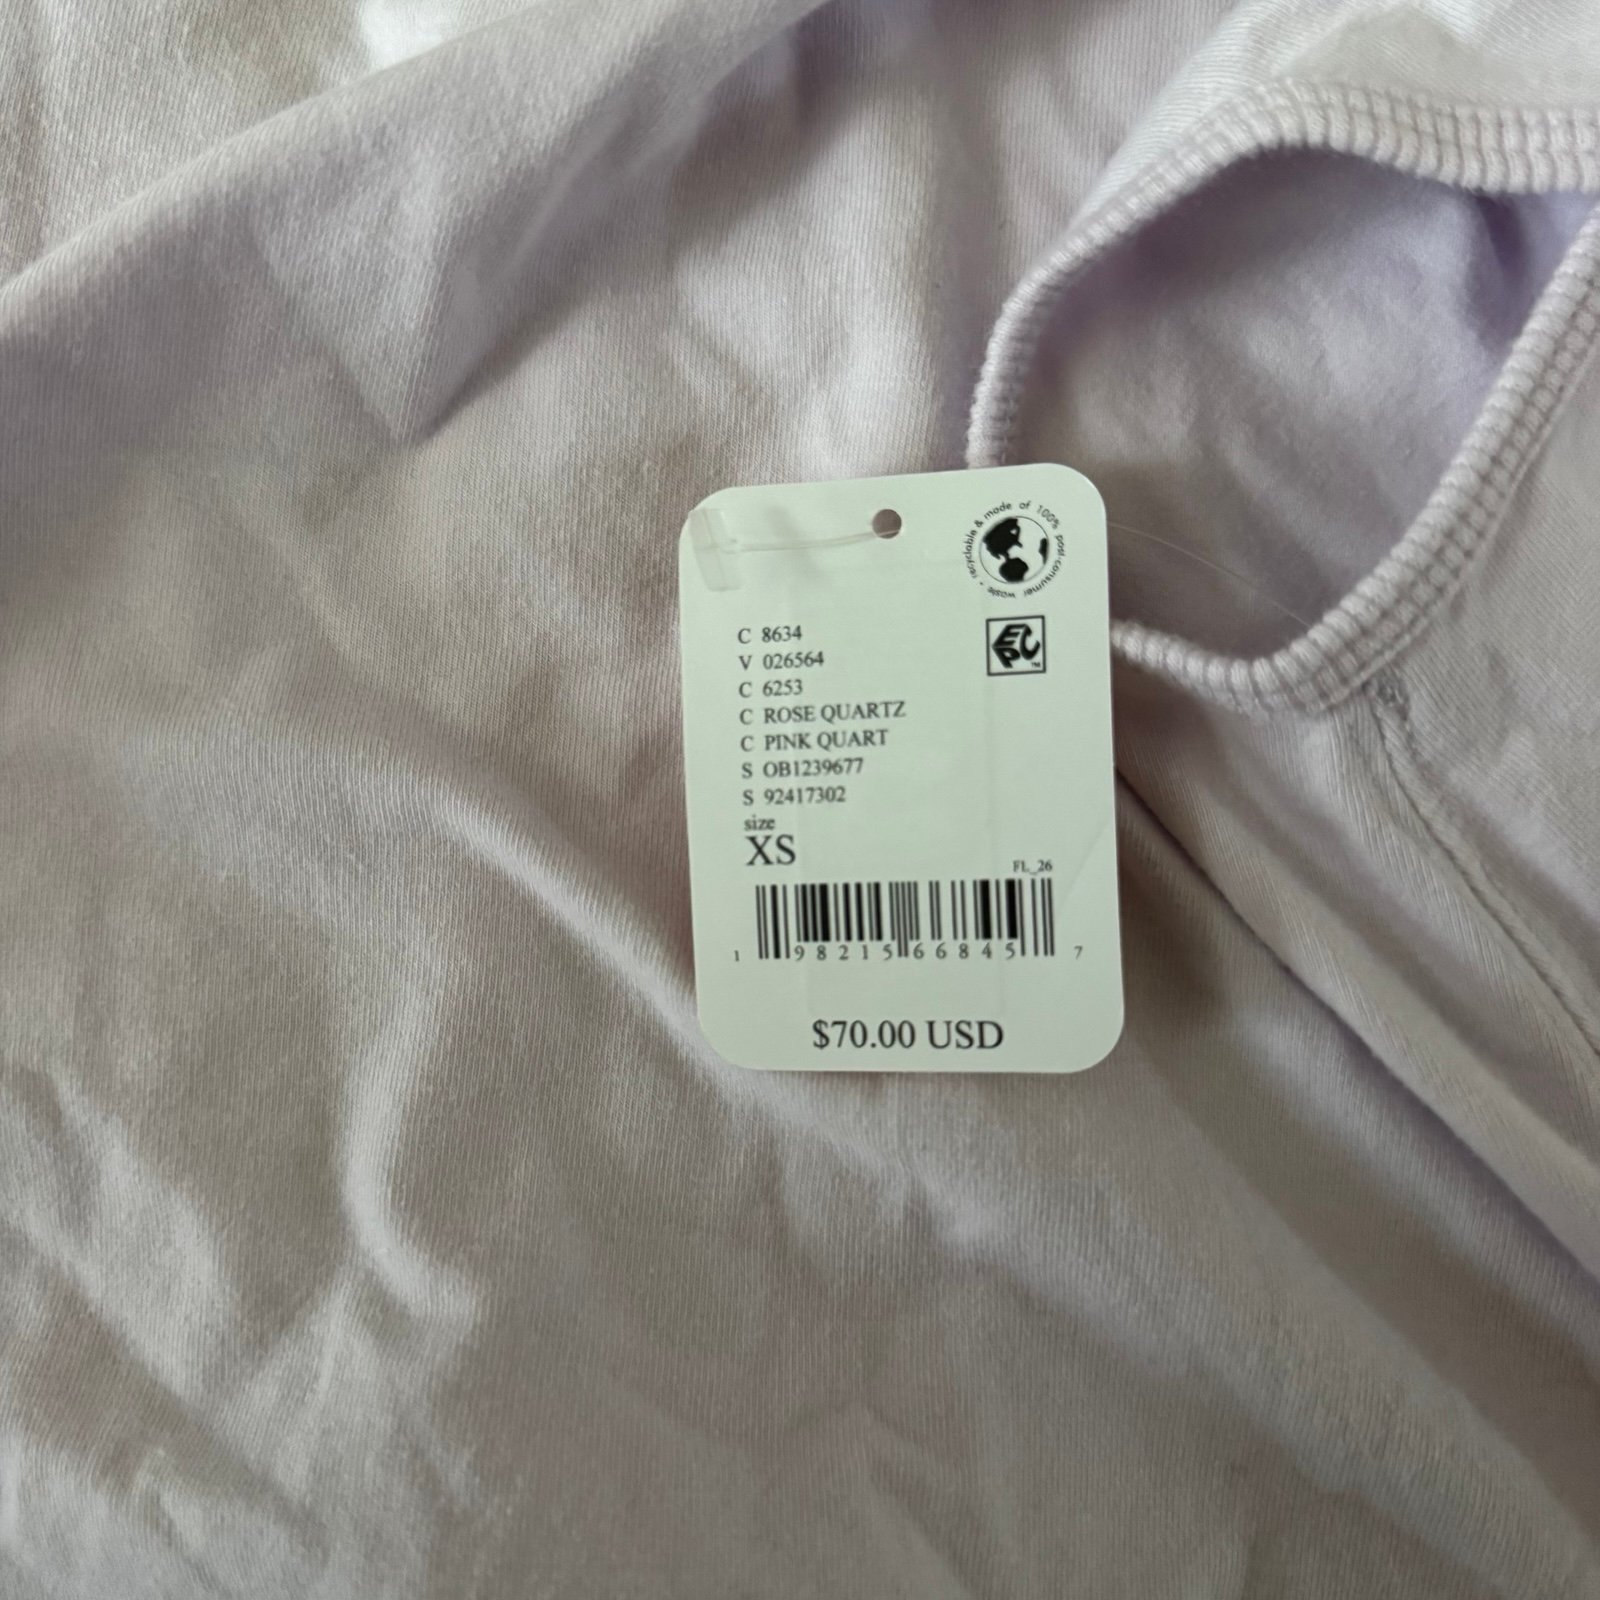 recyclable & made of 100% post-consumer waste •
EPC™
C 8634
V 026564
C 6253
C ROSE QUARTZ
C PINK QUART
S OB1239677
S 92417302
size
XS
FL_26
1 98215 66845 7
$70.00 USD